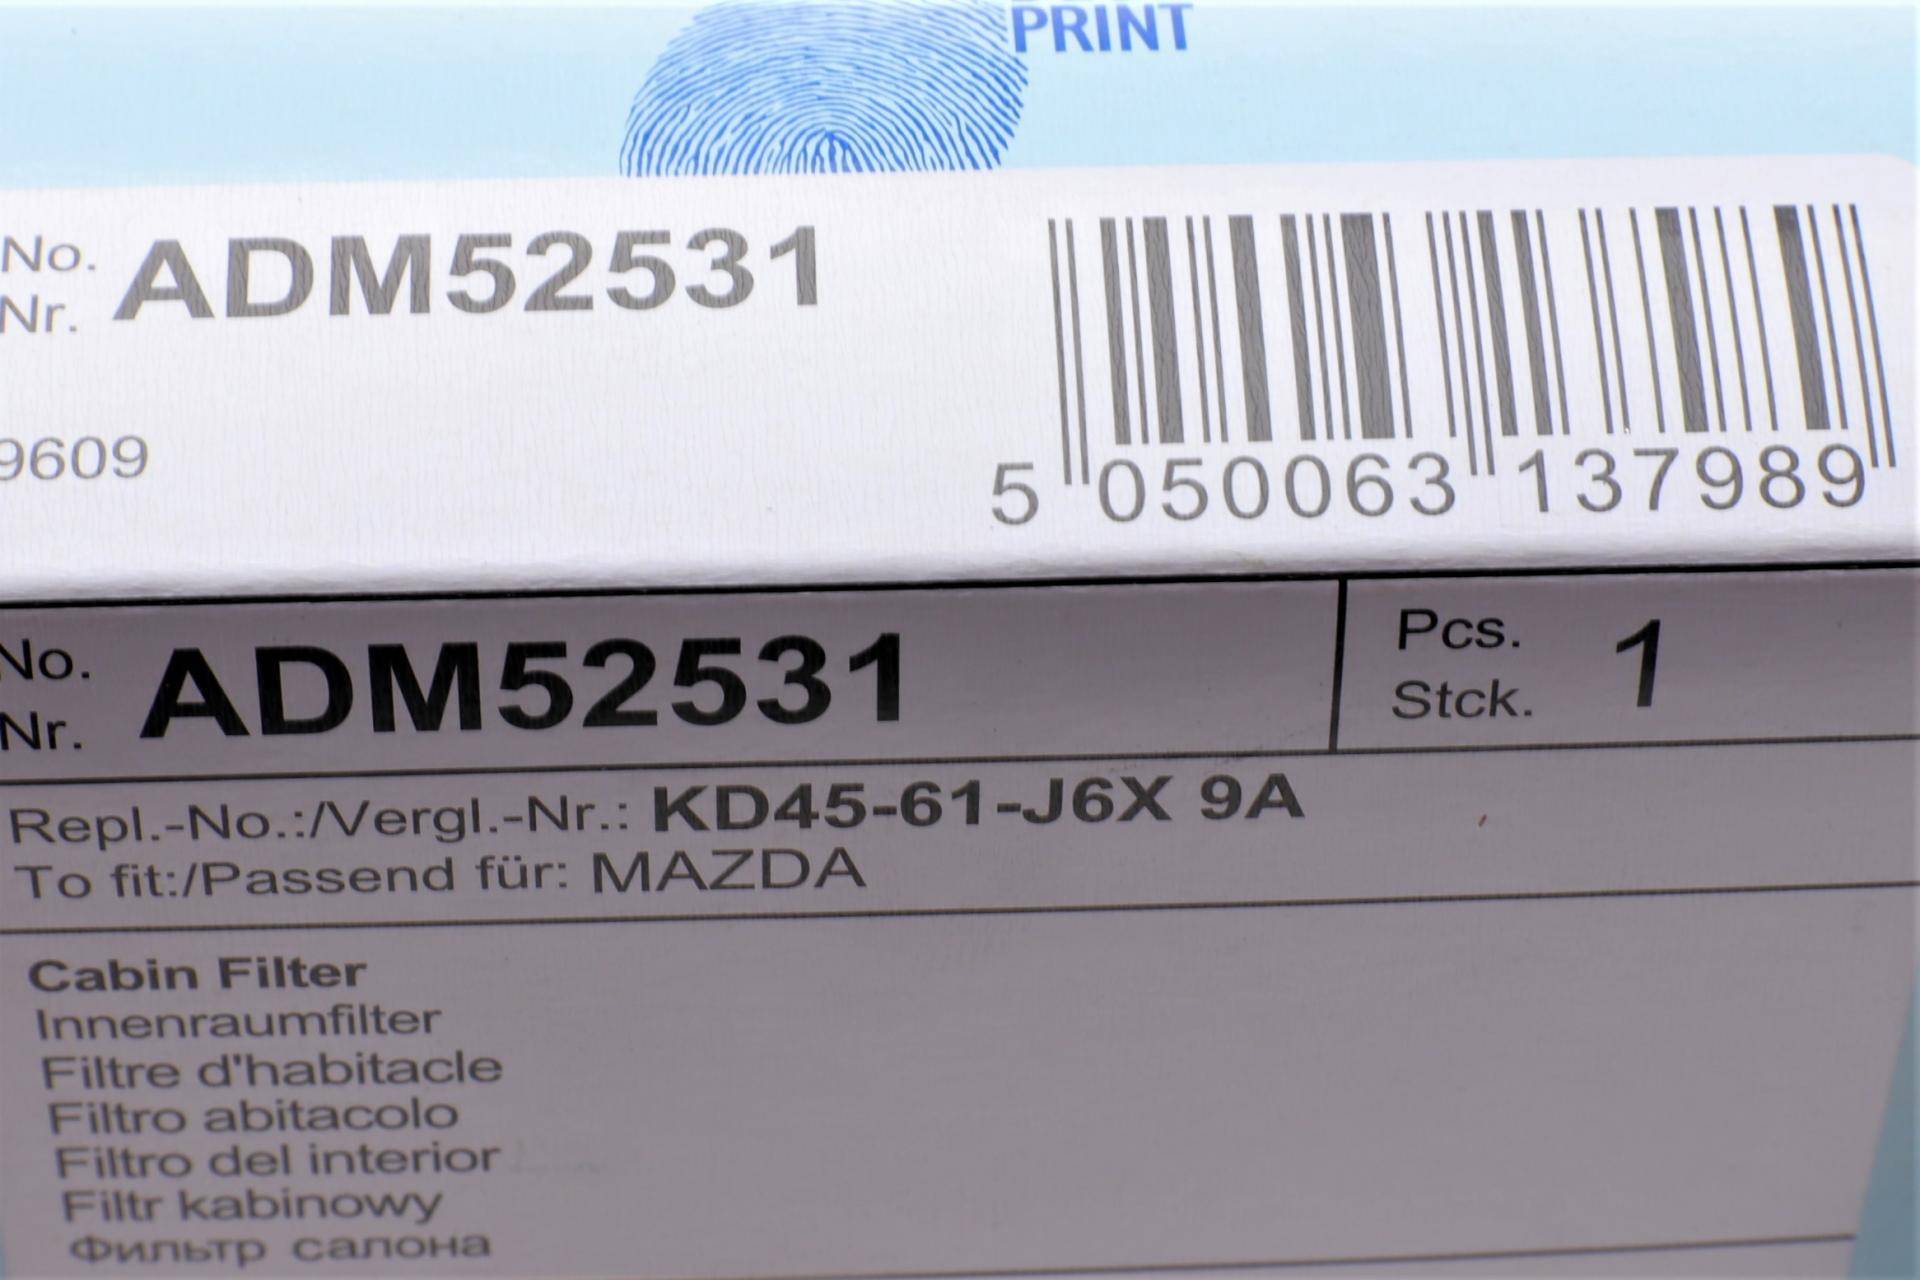 PRINT
No. ADM52531
Nr.
9609
5 050063 137989
No. ADM52531
Nr.
Pcs. 1
Stck.
Repl.-No.:/Vergl.-Nr.: KD45-61-J6X 9A
To fit:/Passend für: MAZDA
Cabin Filter
Innenraumfilter
Filtre d'habitacle
Filtro abitacolo
Filtro del interior
Filtr kabinowy
Фильтр салона